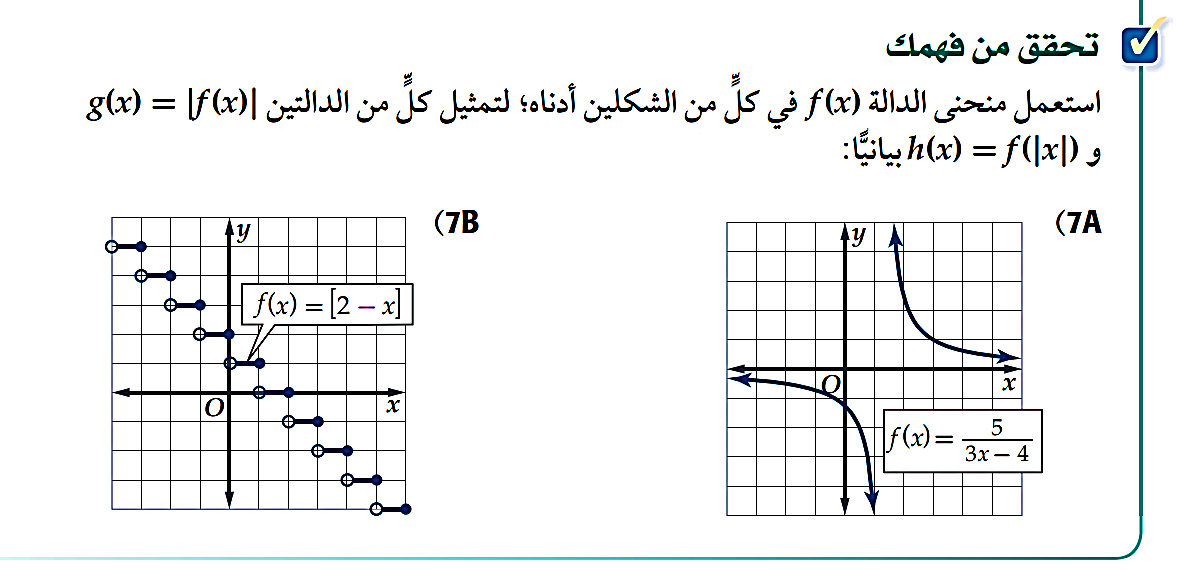 تحقق من فهمك
استعمل منحنى الدالة f(x) في كلٍّ من الشكلين أدناه؛ لتمثيل كلٍّ من الدالتين g(x) = |f(x)|
و h(x) = f(|x|) بيانيًّا:
(7A
y
O
x
f(x) = 5/(3x – 4)
(7B
y
f(x) = [2 – x]
O
x